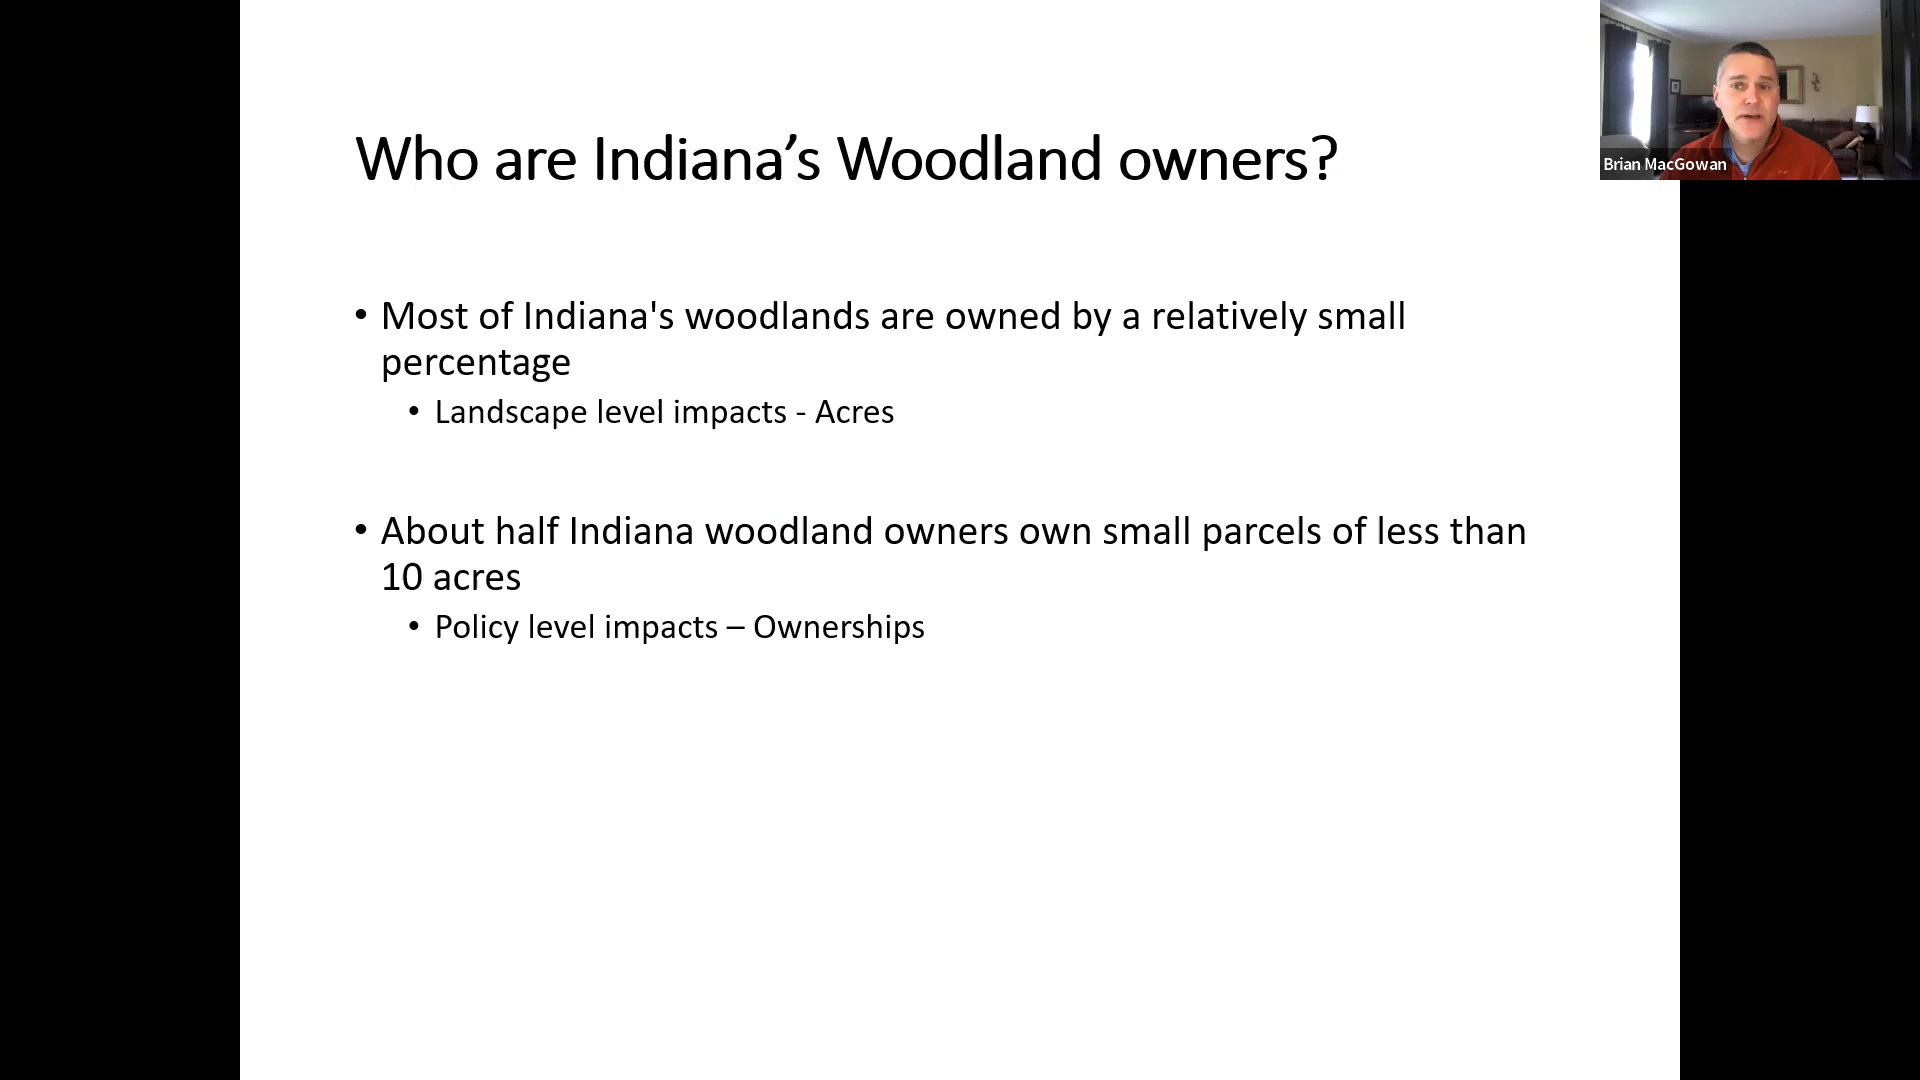 Who are Indiana’s Woodland owners?
Brian MacGowan
• Most of Indiana's woodlands are owned by a relatively small
percentage
• Landscape level impacts - Acres
• About half Indiana woodland owners own small parcels of less than
10 acres
• Policy level impacts – Ownerships